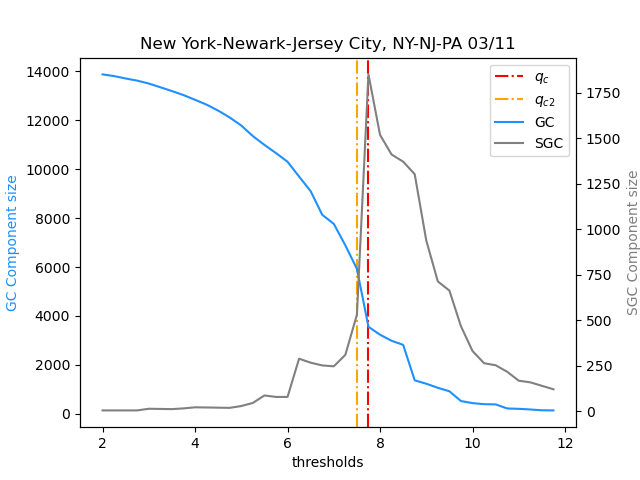 New York-Newark-Jersey City, NY-NJ-PA 03/11
GC Component size
14000
12000
10000
8000
6000
4000
2000
0
q_c
q_{c2}
GC
SGC
1750
1500
1250
1000
750
500
250
0
SGC Component size
2 4 6 8 10 12
thresholds